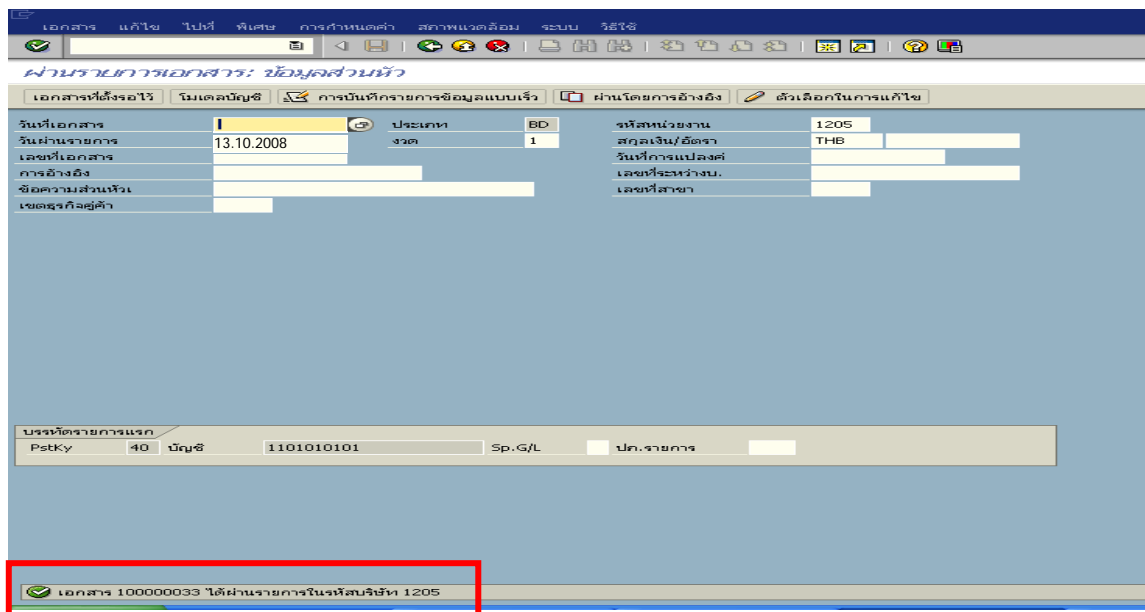 เอกสาร แก้ไข ไปที่ พิเศษ การกำหนดค่า สภาพแวดล้อม ระบบ วิธีใช้
ผ่านรายการเอกสาร: ข้อมูลส่วนหัว
เอกสารที่ตั้งรอไว้ โมเดลบัญชี การบันทึกรายการข้อมูลแบบเร็ว ผ่านโดยการอ้างอิง ตัวเลือกในการแก้ไข
วันที่เอกสาร ประเภท BD รหัสหน่วยงาน 1205
วันผ่านรายการ 13.10.2008 งวด 1 สกุลเงิน/อัตรา THB
เลขที่เอกสาร วันที่การแปลงค่
การอ้างอิง เลขที่ระหว่างบ.
ข้อความส่วนหัวเ เลขที่สาขา
เขตธุรกิจคู่ค้า
บรรทัดรายการแรก
PstKy 40 บัญชี 1101010101 Sp.G/L ปภ.รายการ
เอกสาร 100000033 ได้ผ่านรายการในรหัสบริษัท 1205